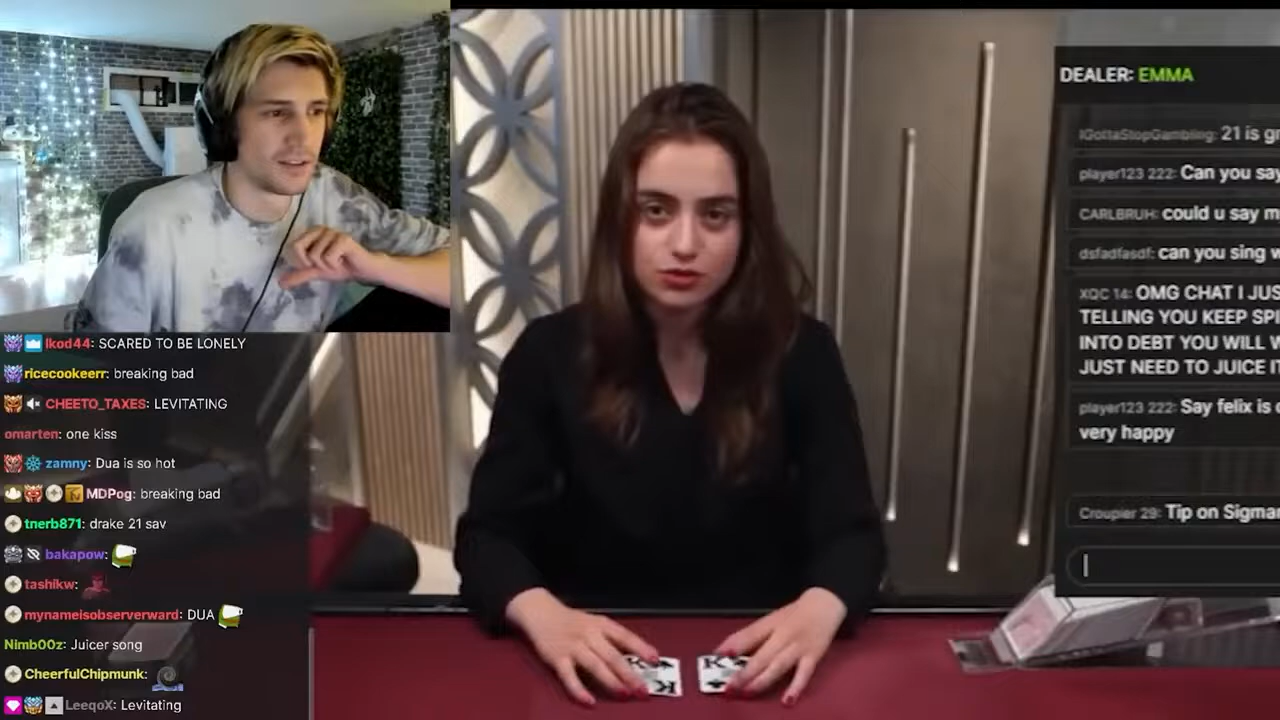 lkod44: SCARED TO BE LONELY
ricecookeerr: breaking bad
CHEETO_TAXES: LEVITATING
omarten: one kiss
zamny: Dua is so hot
MDPog: breaking bad
tnerb871: drake 21 sav
bakapow:
tashikw:
mynameisobserverward: DUA
Nimb00z: Juicer song
CheerfulChipmunk:
LeeqoX: Levitating
DEALER: EMMA
IGottaStopGambling: 21 is gr
player123 222: Can you say
CARLBRUH: could u say m
dsfadfasdf: can you sing w
XQC 14: OMG CHAT I JUS
TELLING YOU KEEP SPI
INTO DEBT YOU WILL W
JUST NEED TO JUICE IT
player123 222: Say felix is
very happy
Croupier 29: Tip on Sigmar
K K
K